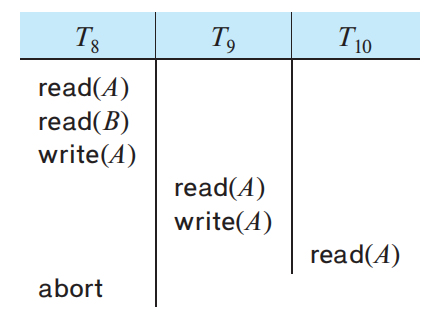 T8 T9 T10
read(A)
read(B)
write(A)
read(A)
write(A)
read(A)
abort